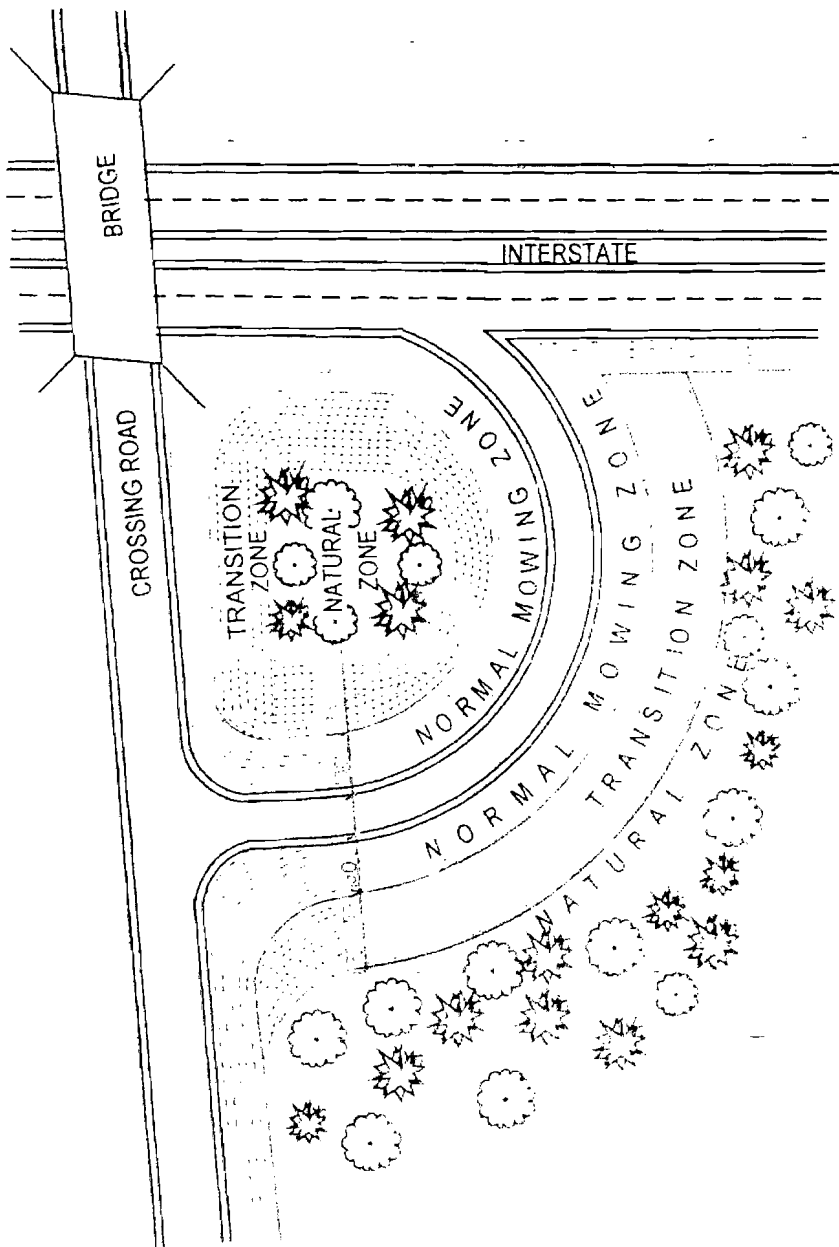 BRIDGE
INTERSTATE
CROSSING ROAD
TRANSITION
ZONE
NATURAL
ZONE
NORMAL MOWING ZONE
NORMAL MOWING ZONE
TRANSITION ZONE
NATURAL ZONE